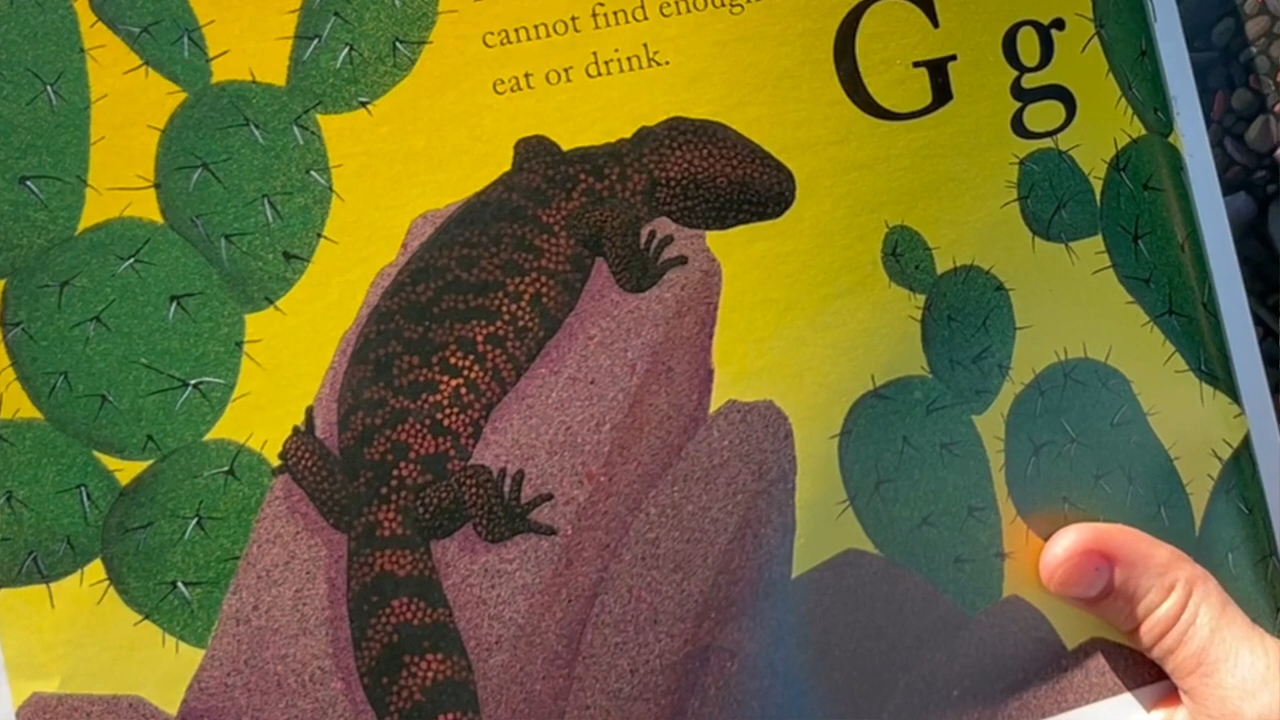 cannot find enough
eat or drink.
G g